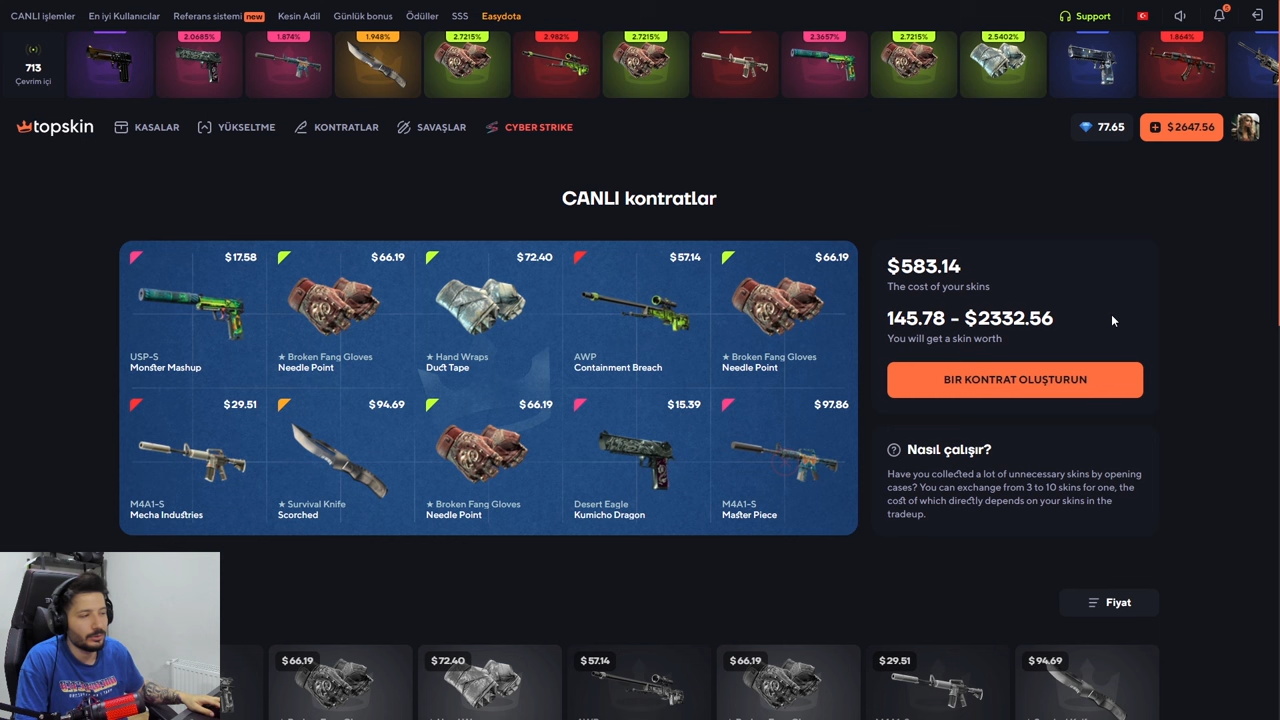 CANLI işlemler
En iyi Kullanıcılar
Referans sistemi new
Kesin Adil
Günlük bonus
Ödüller
SSS
Easydota
Support
5
713
Çevrim içi
2.0685%
1.874%
1.948%
2.7215%
2.982%
2.7215%
2.3657%
2.7215%
2.5402%
1.864%
topskin
KASALAR
YÜKSELTME
KONTRATLAR
SAVAŞLAR
CYBER STRIKE
77.65
$ 2647.56
CANLI kontratlar
$ 17.58
$ 66.19
$ 72.40
$ 57.14
$ 66.19
USP-S
Monster Mashup
★ Broken Fang Gloves
Needle Point
★ Hand Wraps
Duct Tape
AWP
Containment Breach
★ Broken Fang Gloves
Needle Point
$ 29.51
$ 94.69
$ 66.19
$ 15.39
$ 97.86
M4A1-S
Mecha Industries
★ Survival Knife
Scorched
★ Broken Fang Gloves
Needle Point
Desert Eagle
Kumicho Dragon
M4A1-S
Master Piece
$ 583.14
The cost of your skins
145.78 - $ 2332.56
You will get a skin worth
BIR KONTRAT OLUŞTURUN
Nasıl çalışır?
Have you collected a lot of unnecessary skins by opening
cases? You can exchange from 3 to 10 skins for one, the
cost of which directly depends on your skins in the
tradeup.
Fiyat
$ 66.19
$ 72.40
$ 57.14
$ 66.19
$ 29.51
$ 94.69